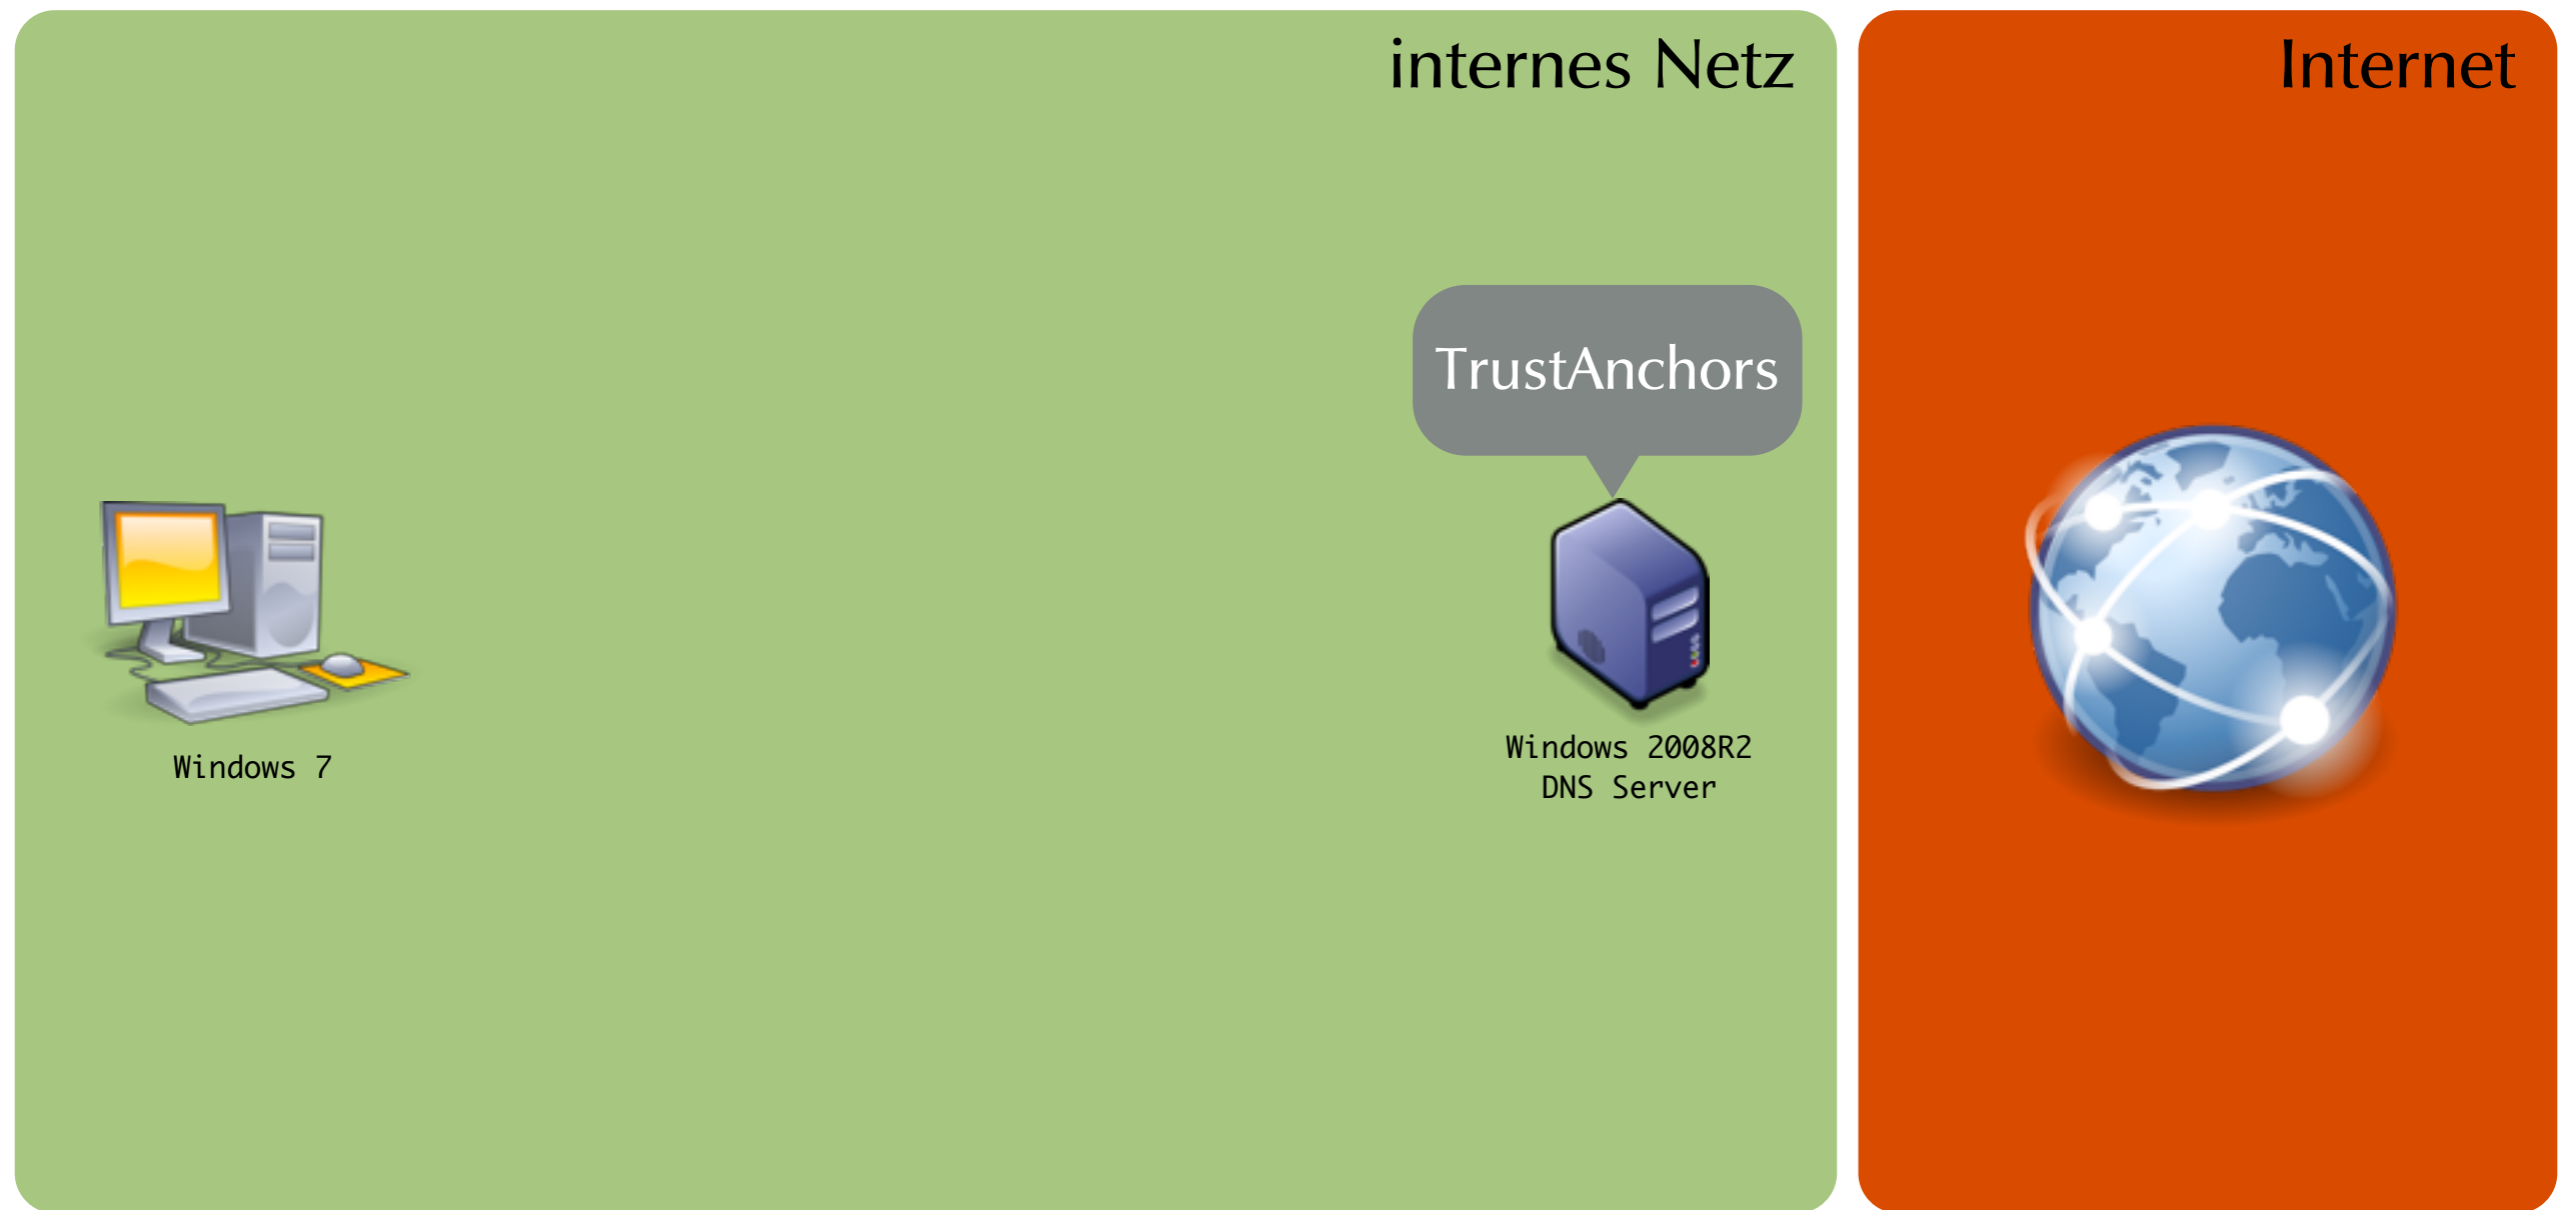 internes Netz
Internet
TrustAnchors
Windows 7
Windows 2008R2
DNS Server